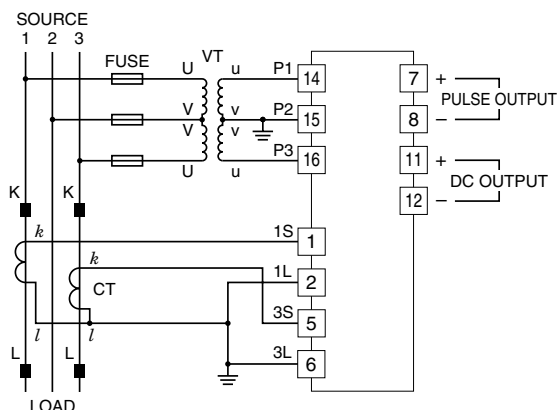 SOURCE
1 2 3
FUSE
VT
U u P1 14
7 +
PULSE OUTPUT
V v P2 15
V v
8 −
U u P3 16
11 +
DC OUTPUT
12 −
K K
k 1S 1
k 1L 2
CT
l l 3S 5
3L 6
L L
LOAD